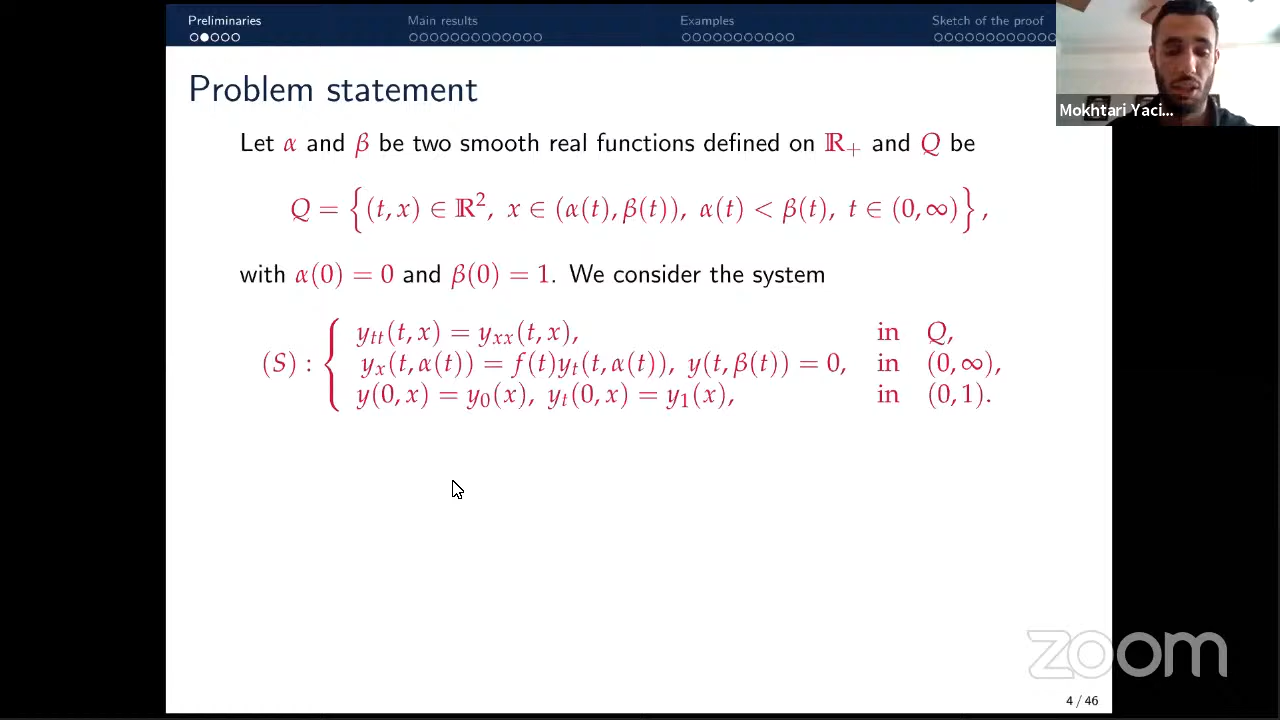 Preliminaries Main results Examples Sketch of the proof
Mokhtari Yaci...
Problem statement
Let α and β be two smooth real functions defined on ℝ₊ and Q be
Q = {(t, x) ∈ ℝ², x ∈ (α(t), β(t)), α(t) < β(t), t ∈ (0, ∞)},
with α(0) = 0 and β(0) = 1. We consider the system
(S) : { y_tt(t, x) = y_xx(t, x), in Q,
y_x(t, α(t)) = f(t)y_t(t, α(t)), y(t, β(t)) = 0, in (0, ∞),
y(0, x) = y₀(x), y_t(0, x) = y₁(x), in (0, 1).
zoom
4 / 46